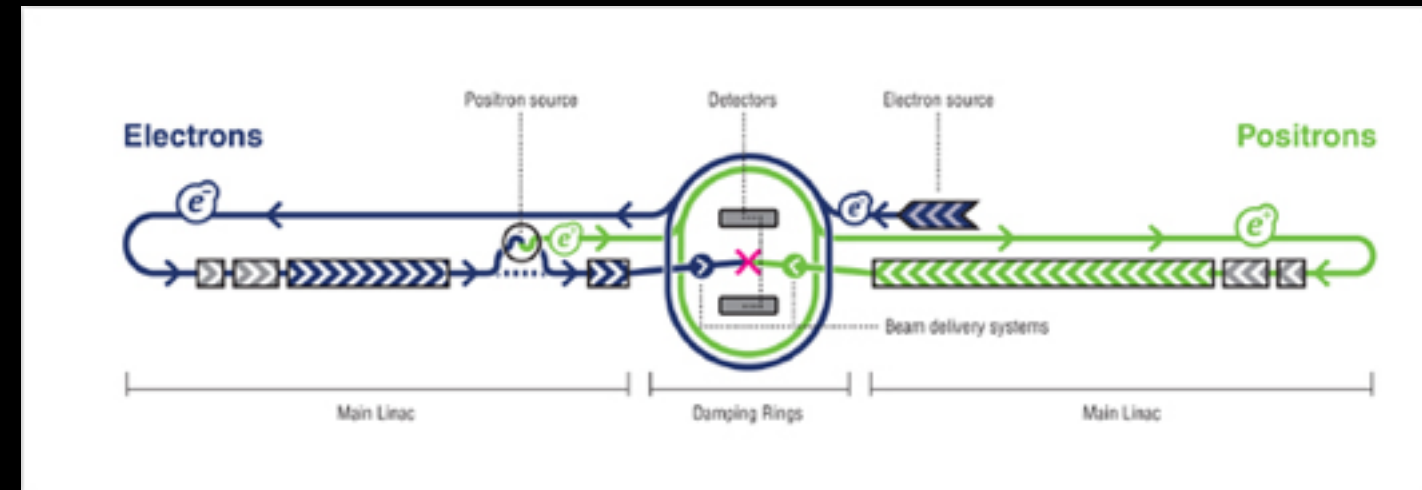 Positron source
Detectors
Electron source
Electrons
Positrons
e⁻
e⁻
e⁺
e⁺
Beam delivery systems
Main Linac
Damping Rings
Main Linac